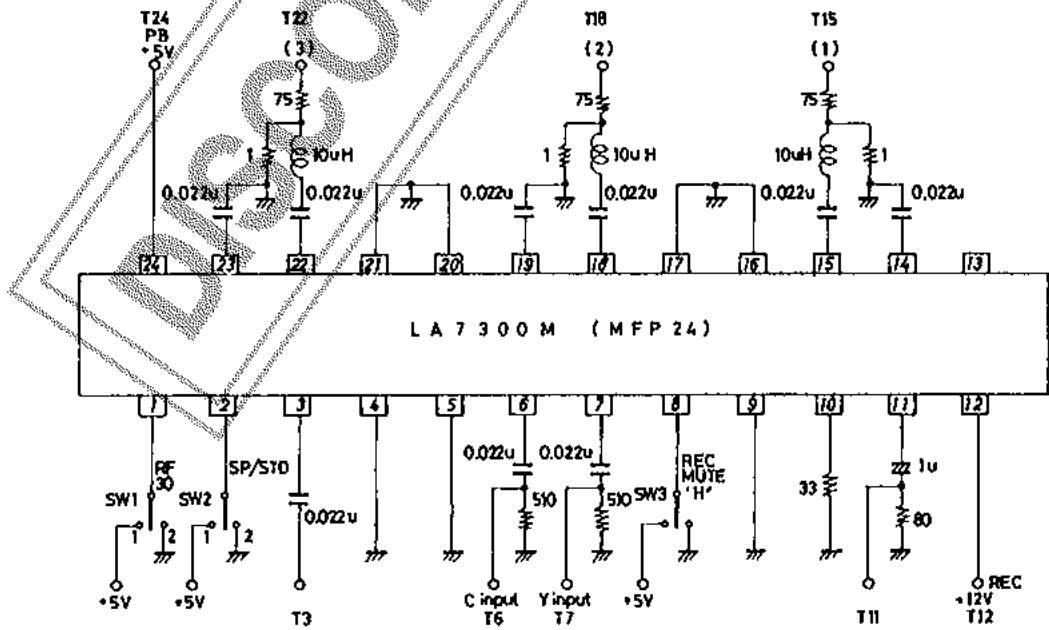 T24 T22 T18 T15
PB (3) (2) (1)
+5V
75 75 75
1 10uH 1 10uH 10uH 1
0.022u 0.022u 0.022u 0.022u 0.022u 0.022u
24 23 22 21 20 19 18 17 16 15 14 13
LA7300M (MFP24)
1 2 3 4 5 6 7 8 9 10 11 12
RF 30 SP/STD 0.022u 0.022u REC MUTE "H" 1u
SW1 SW2 0.022u 510 510 SW3 33 80
1 2 1 2
+5V +5V T3 C input T6 Y input T7 +5V T11 REC +12V T12
DISCO